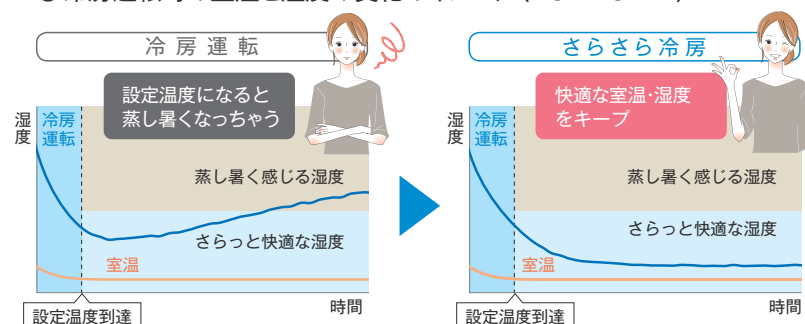 冷房運転
設定温度になると
蒸し暑くなっちゃう
湿度
冷房
運転
蒸し暑く感じる湿度
さらっと快適な湿度
室温
時間
設定温度到達
さらさら冷房
快適な室温・湿度
をキープ
湿度
冷房
運転
蒸し暑く感じる湿度
さらっと快適な湿度
室温
時間
設定温度到達